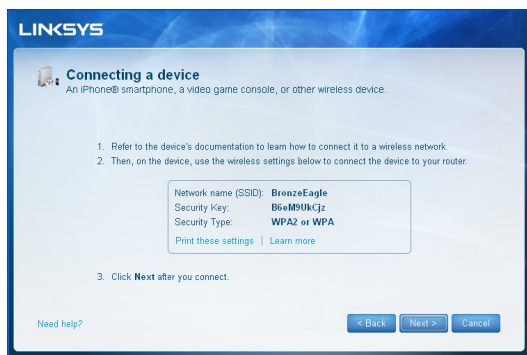 LINKSYS
Connecting a device
An iPhone® smartphone, a video game console, or other wireless device.
1. Refer to the device's documentation to learn how to connect it to a wireless network.
2. Then, on the device, use the wireless settings below to connect the device to your router.
Network name (SSID): BronzeEagle
Security Key: B6eM9UkCjz
Security Type: WPA2 or WPA
Print these settings | Learn more
3. Click Next after you connect.
Need help?
< Back Next > Cancel